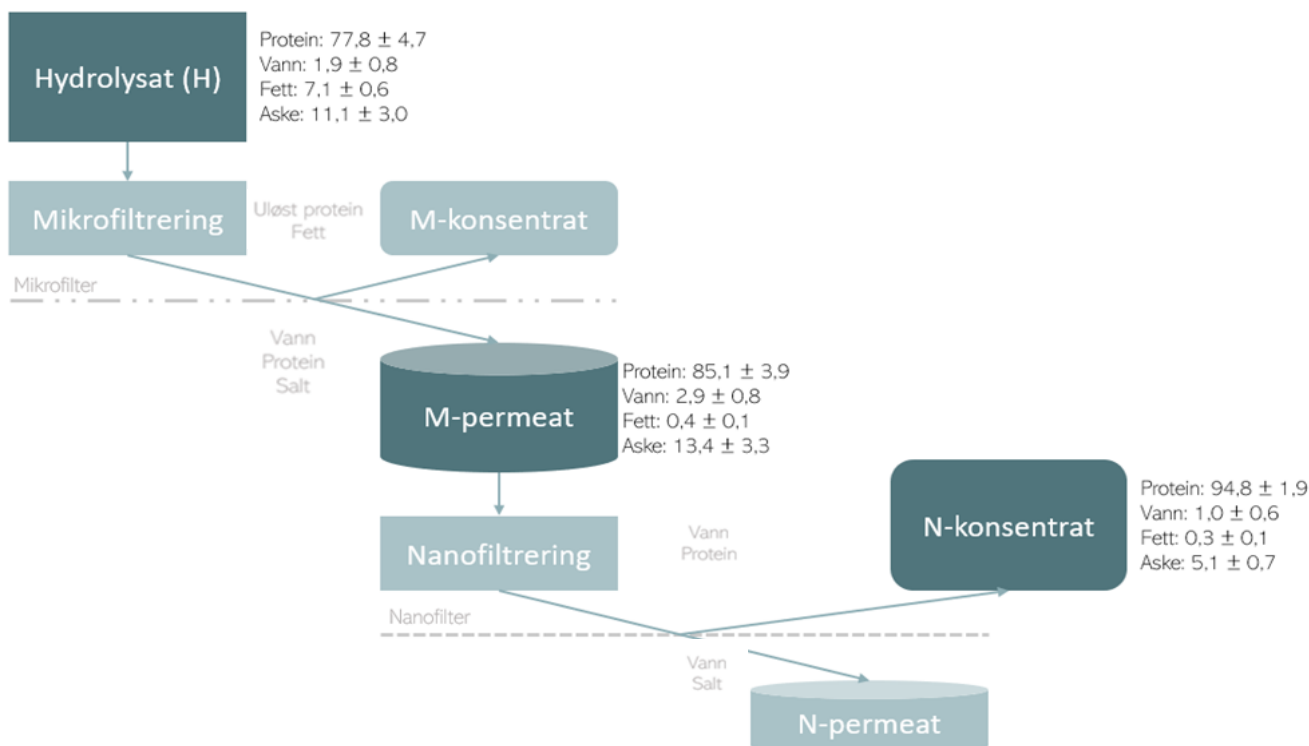 Hydrolysat (H)
Protein: 77,8 ± 4,7
Vann: 1,9 ± 0,8
Fett: 7,1 ± 0,6
Aske: 11,1 ± 3,0
Mikrofiltrering
Uløst protein
Fett
M-konsentrat
Mikrofilter
Vann
Protein
Salt
M-permeat
Protein: 85,1 ± 3,9
Vann: 2,9 ± 0,8
Fett: 0,4 ± 0,1
Aske: 13,4 ± 3,3
Nanofiltrering
Vann
Protein
N-konsentrat
Protein: 94,8 ± 1,9
Vann: 1,0 ± 0,6
Fett: 0,3 ± 0,1
Aske: 5,1 ± 0,7
Nanofilter
Vann
Salt
N-permeat